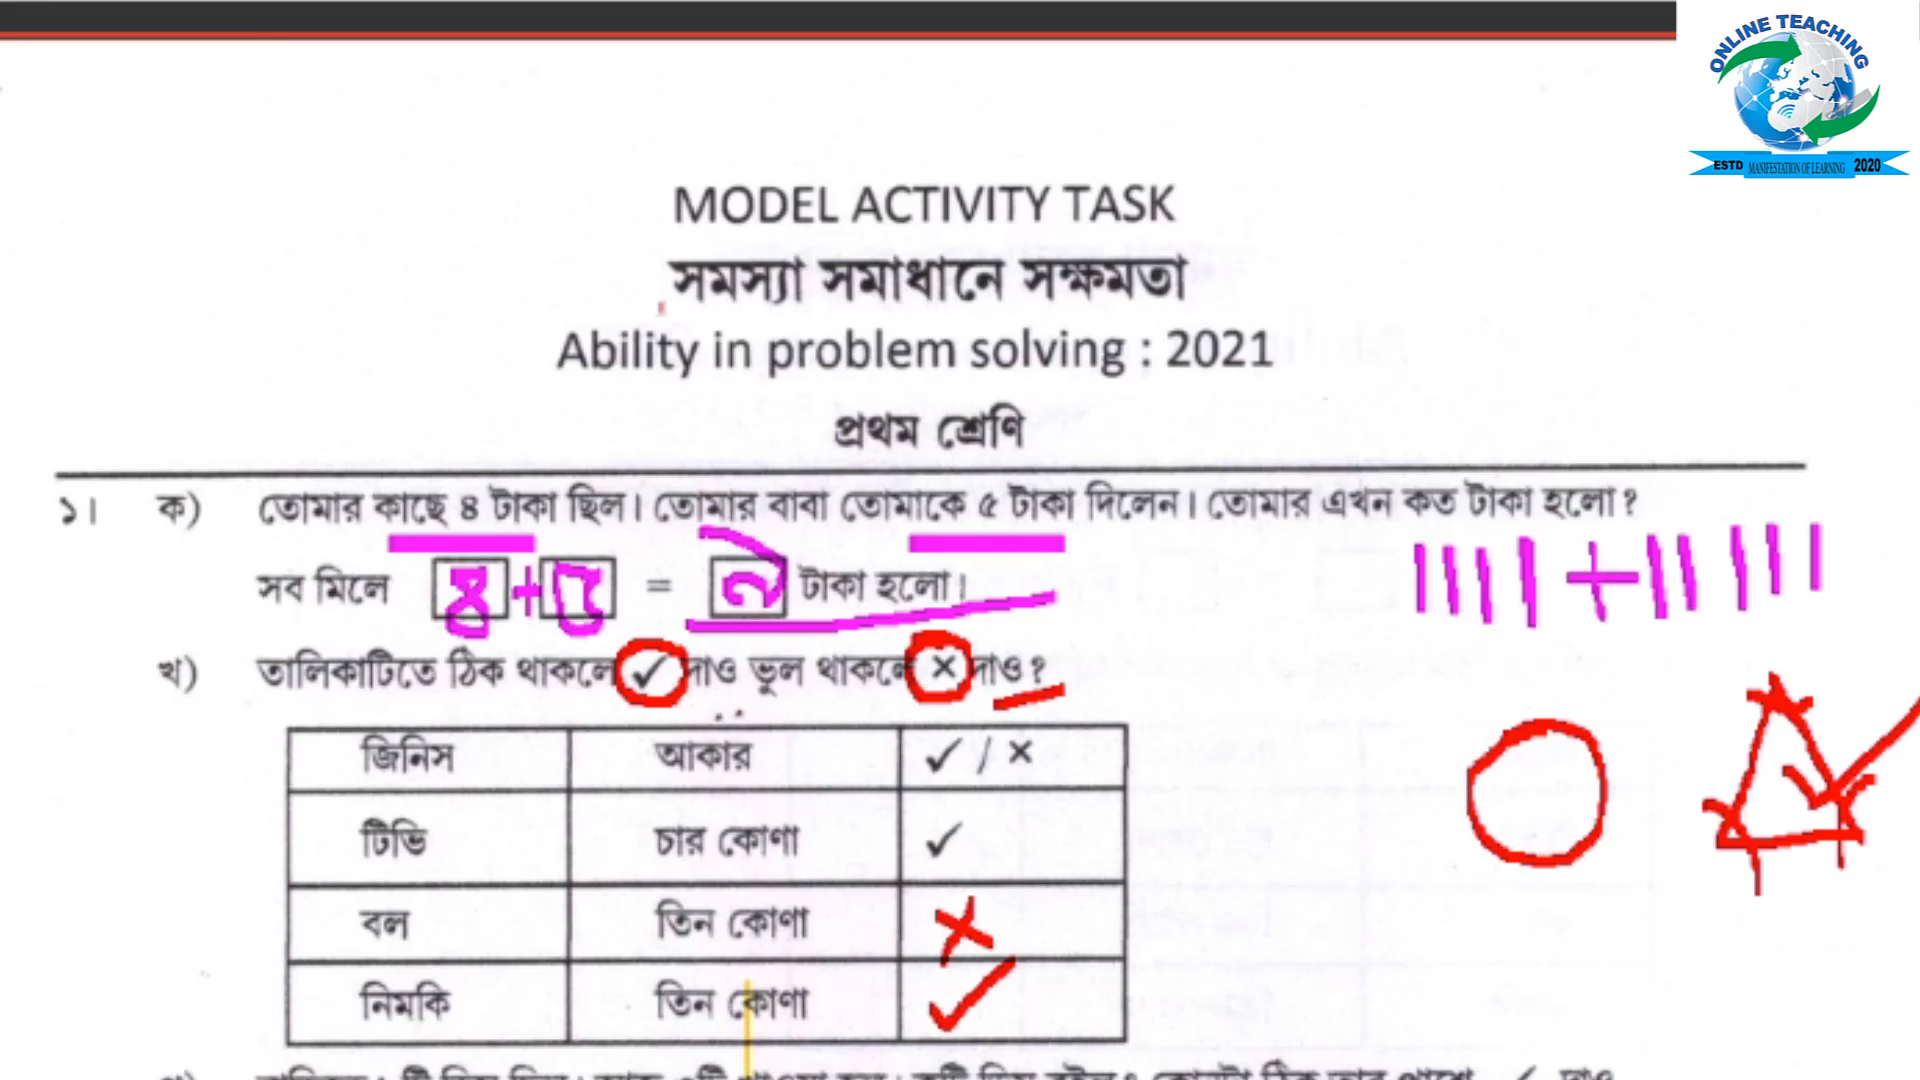 ONLINE TEACHING
ESTD MANIFESTATION OF LEARNING 2020
MODEL ACTIVITY TASK
সমস্যা সমাধানে সক্ষমতা
Ability in problem solving : 2021
প্রথম শ্রেণি
১। ক) তোমার কাছে ৪ টাকা ছিল। তোমার বাবা তোমাকে ৫ টাকা দিলেন। তোমার এখন কত টাকা হলো?
সব মিলে ৪ + ৫ = ৯ টাকা হলো।
খ) তালিকাটিতে ঠিক থাকলে ✓ দাও ভুল থাকলে × দাও?
জিনিস আকার ✓ / ×
টিভি চার কোণা ✓
বল তিন কোণা ×
নিমকি তিন কোণা ✓